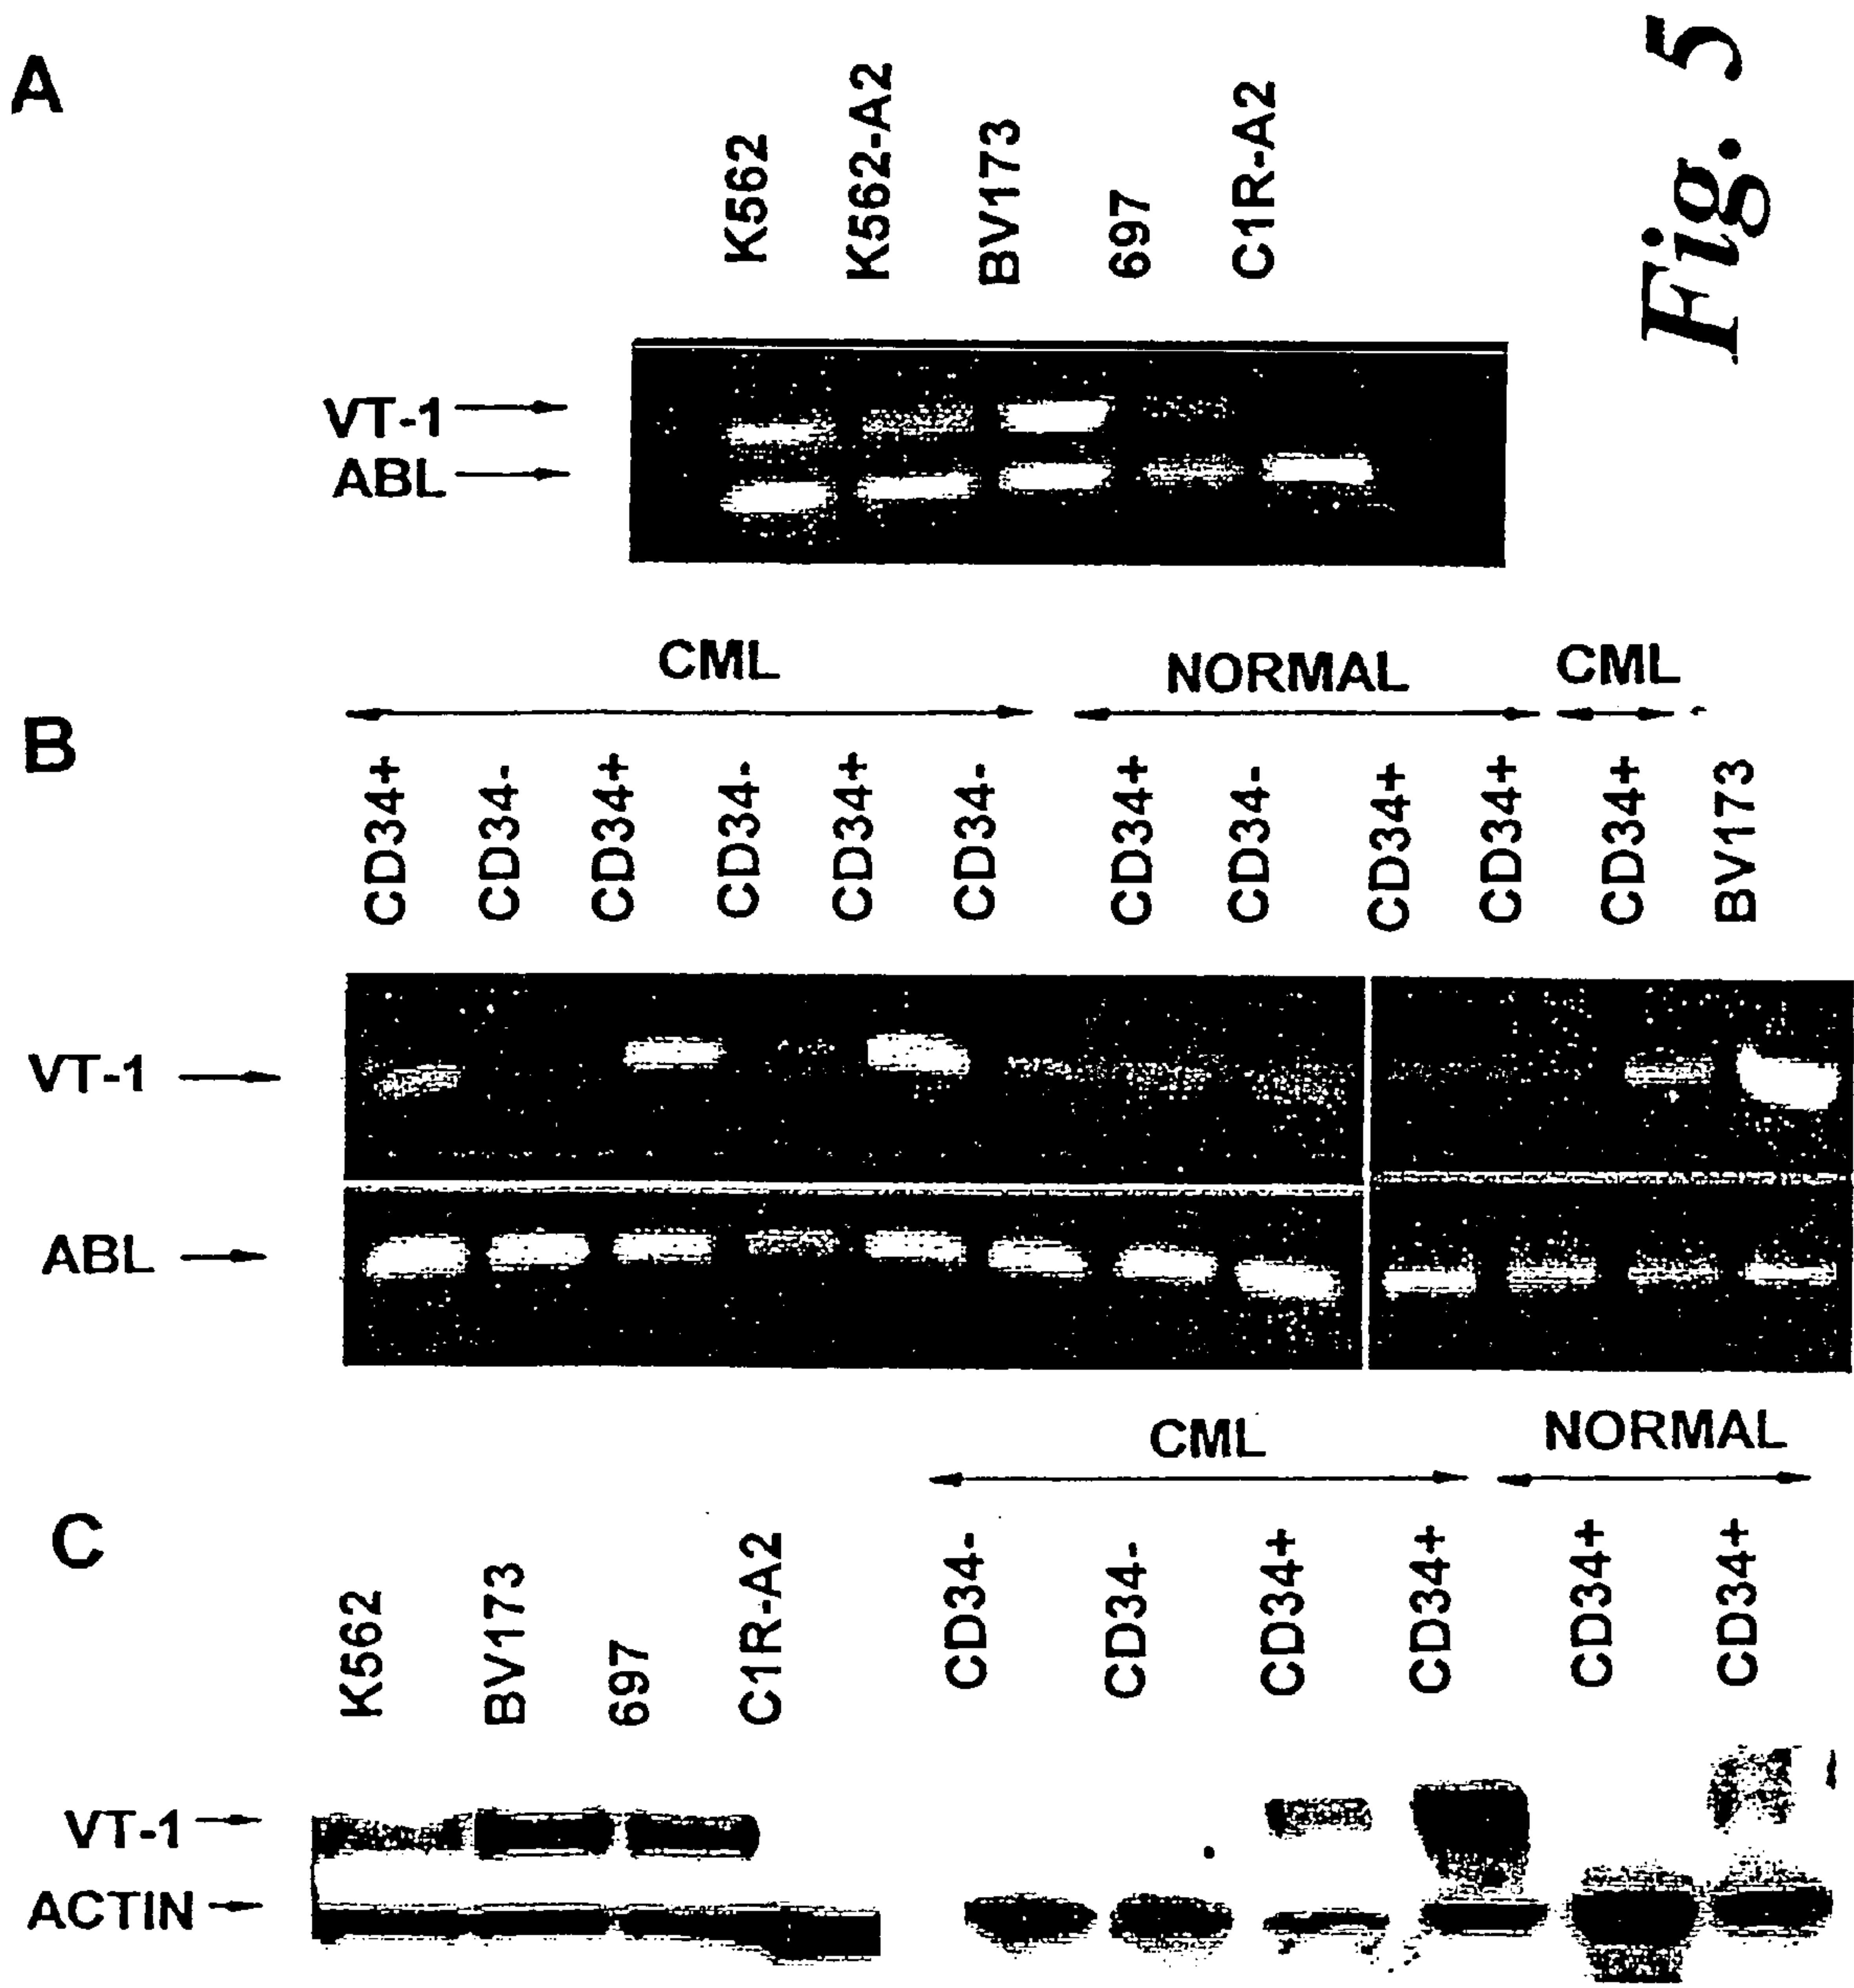 Fig. 5
A
K562
K562-A2
BV173
697
C1R-A2
VT-1
ABL
B
CML
NORMAL
CML
CD34+
CD34-
CD34+
CD34-
CD34+
CD34-
CD34+
CD34-
CD34+
CD34+
CD34+
BV173
VT-1
ABL
C
CML
NORMAL
K562
BV173
697
C1R-A2
CD34-
CD34-
CD34+
CD34+
CD34+
CD34+
VT-1
ACTIN